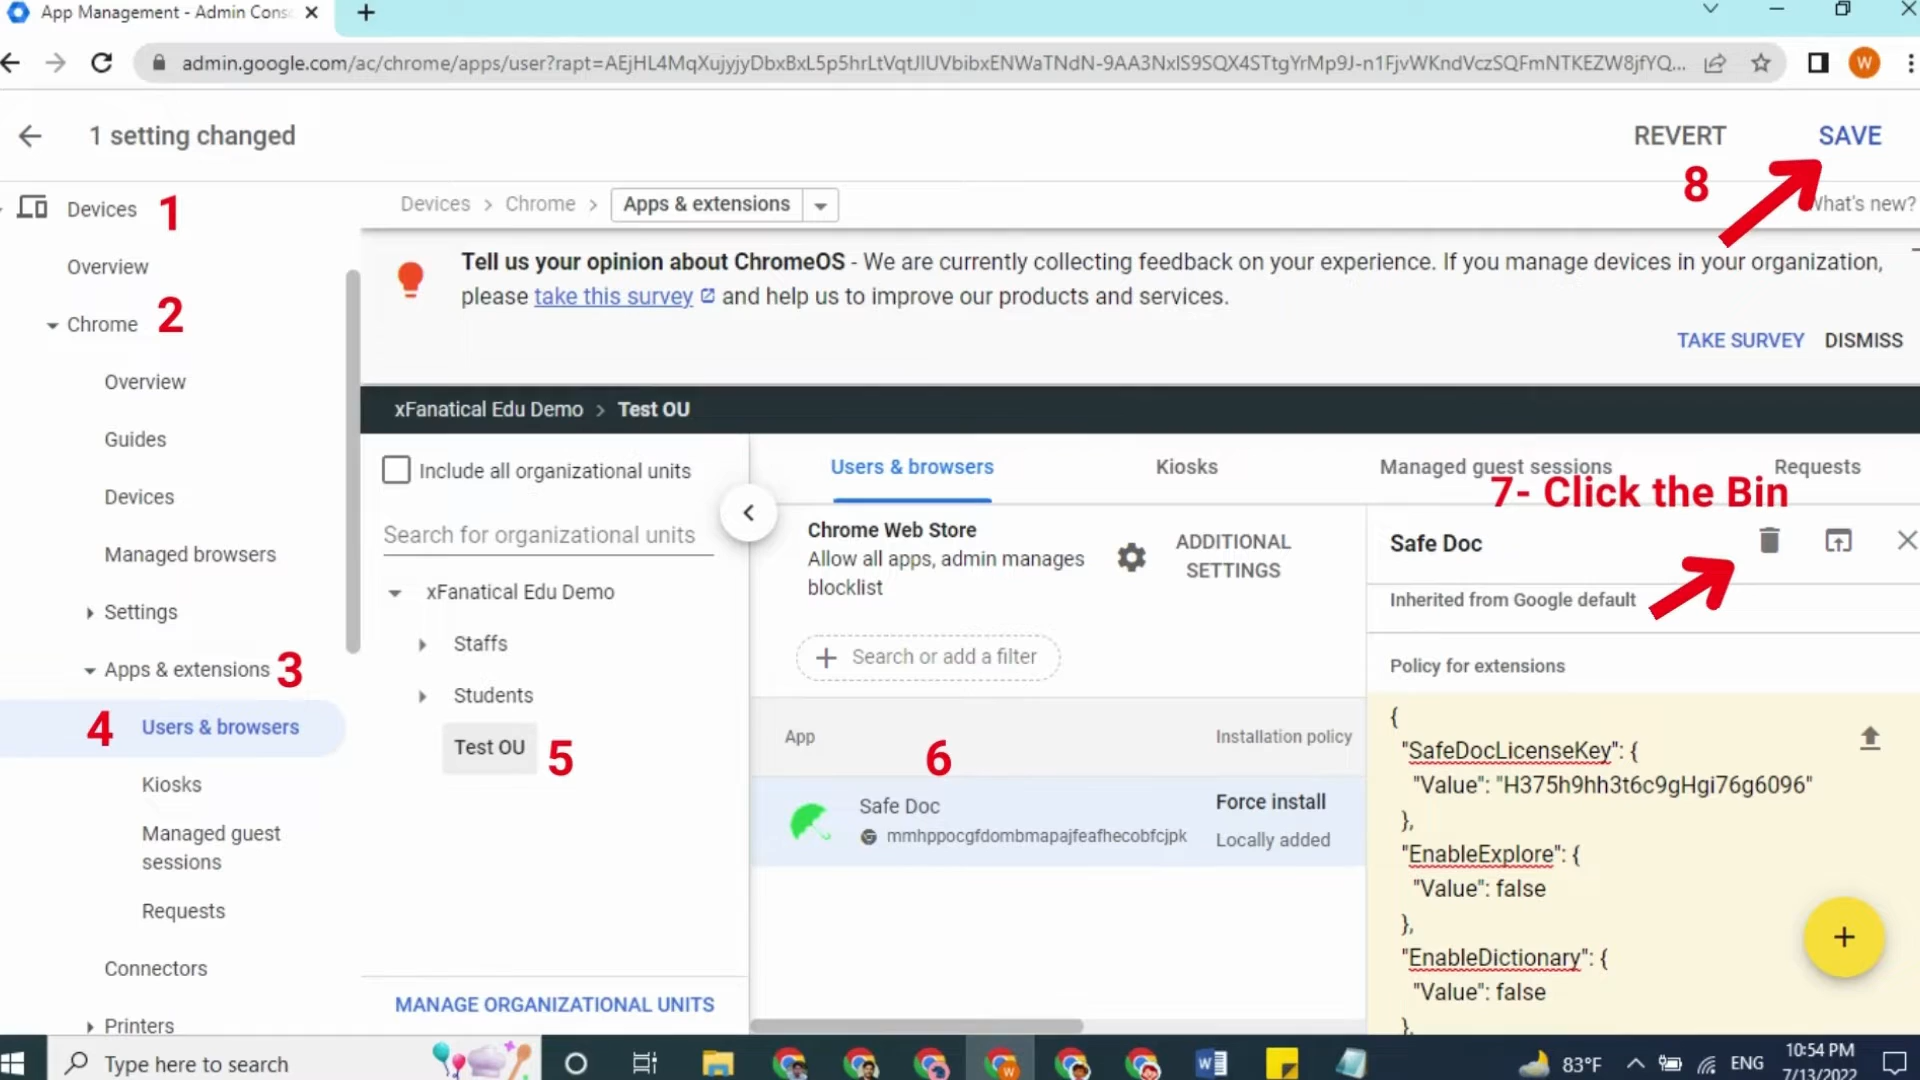 App Management - Admin Cons
admin.google.com/ac/chrome/apps/user?rapt=AEjHL4MqXujyjyDbxBxL5p5hrLtVqtJIUVbibxENWaTNdN-9AA3NxlS9SQX4STtgYrMp9J-n1FjvWKndVczSQFmNTKEZW8jfYQ...
W
1 setting changed
REVERT
SAVE
8
Devices 1
Devices > Chrome > Apps & extensions
What's new?
Overview
Chrome 2
Overview
Guides
Devices
Managed browsers
Settings
Apps & extensions 3
4 Users & browsers
Kiosks
Managed guest
sessions
Requests
Connectors
Printers
Tell us your opinion about ChromeOS - We are currently collecting feedback on your experience. If you manage devices in your organization,
please take this survey and help us to improve our products and services.
TAKE SURVEY DISMISS
xFanatical Edu Demo > Test OU
Include all organizational units
Search for organizational units
xFanatical Edu Demo
Staffs
Students
Test OU 5
MANAGE ORGANIZATIONAL UNITS
Users & browsers
Kiosks
Managed guest sessions
Requests
7- Click the Bin
Chrome Web Store
Allow all apps, admin manages
blocklist
ADDITIONAL
SETTINGS
Search or add a filter
App
Installation policy
6
Safe Doc
mmhppocgfdombmapajfeafhecobfcjpk
Force install
Locally added
Safe Doc
Inherited from Google default
Policy for extensions
{
"SafeDocLicenseKey": {
"Value": "H375h9hh3t6c9gHgi76g6096"
},
"EnableExplore": {
"Value": false
},
"EnableDictionary": {
"Value": false
},
+
Type here to search
W
83°F
ENG
10:54 PM
7/13/2022